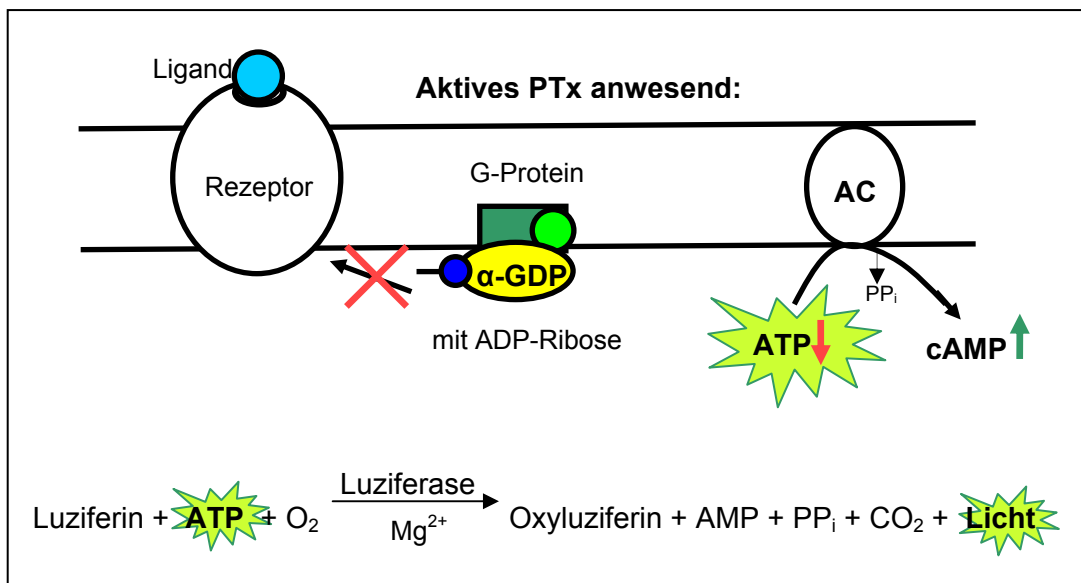 Ligand
Aktives PTx anwesend:
Rezeptor
G-Protein
AC
α-GDP
mit ADP-Ribose
PPi
ATP
cAMP
Luziferin + ATP + O2 Luziferase Mg2+ Oxyluziferin + AMP + PPi + CO2 + Licht